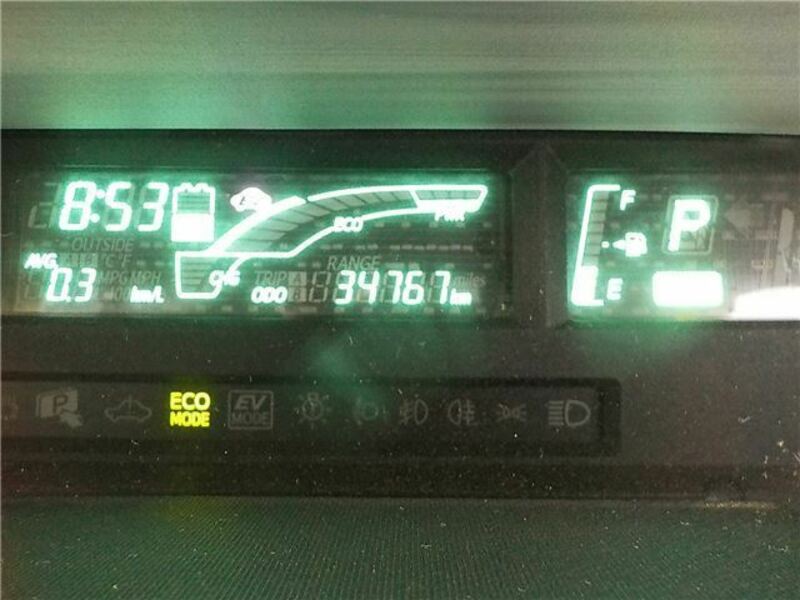 8:53
OUTSIDE
AVG. °C °F
0.3 MPG MPH km/L
CHG
ECO
PWR
RANGE
TRIP A B miles
ODO 34767 km
F
E
P
N
ECO MODE
EV MODE
P